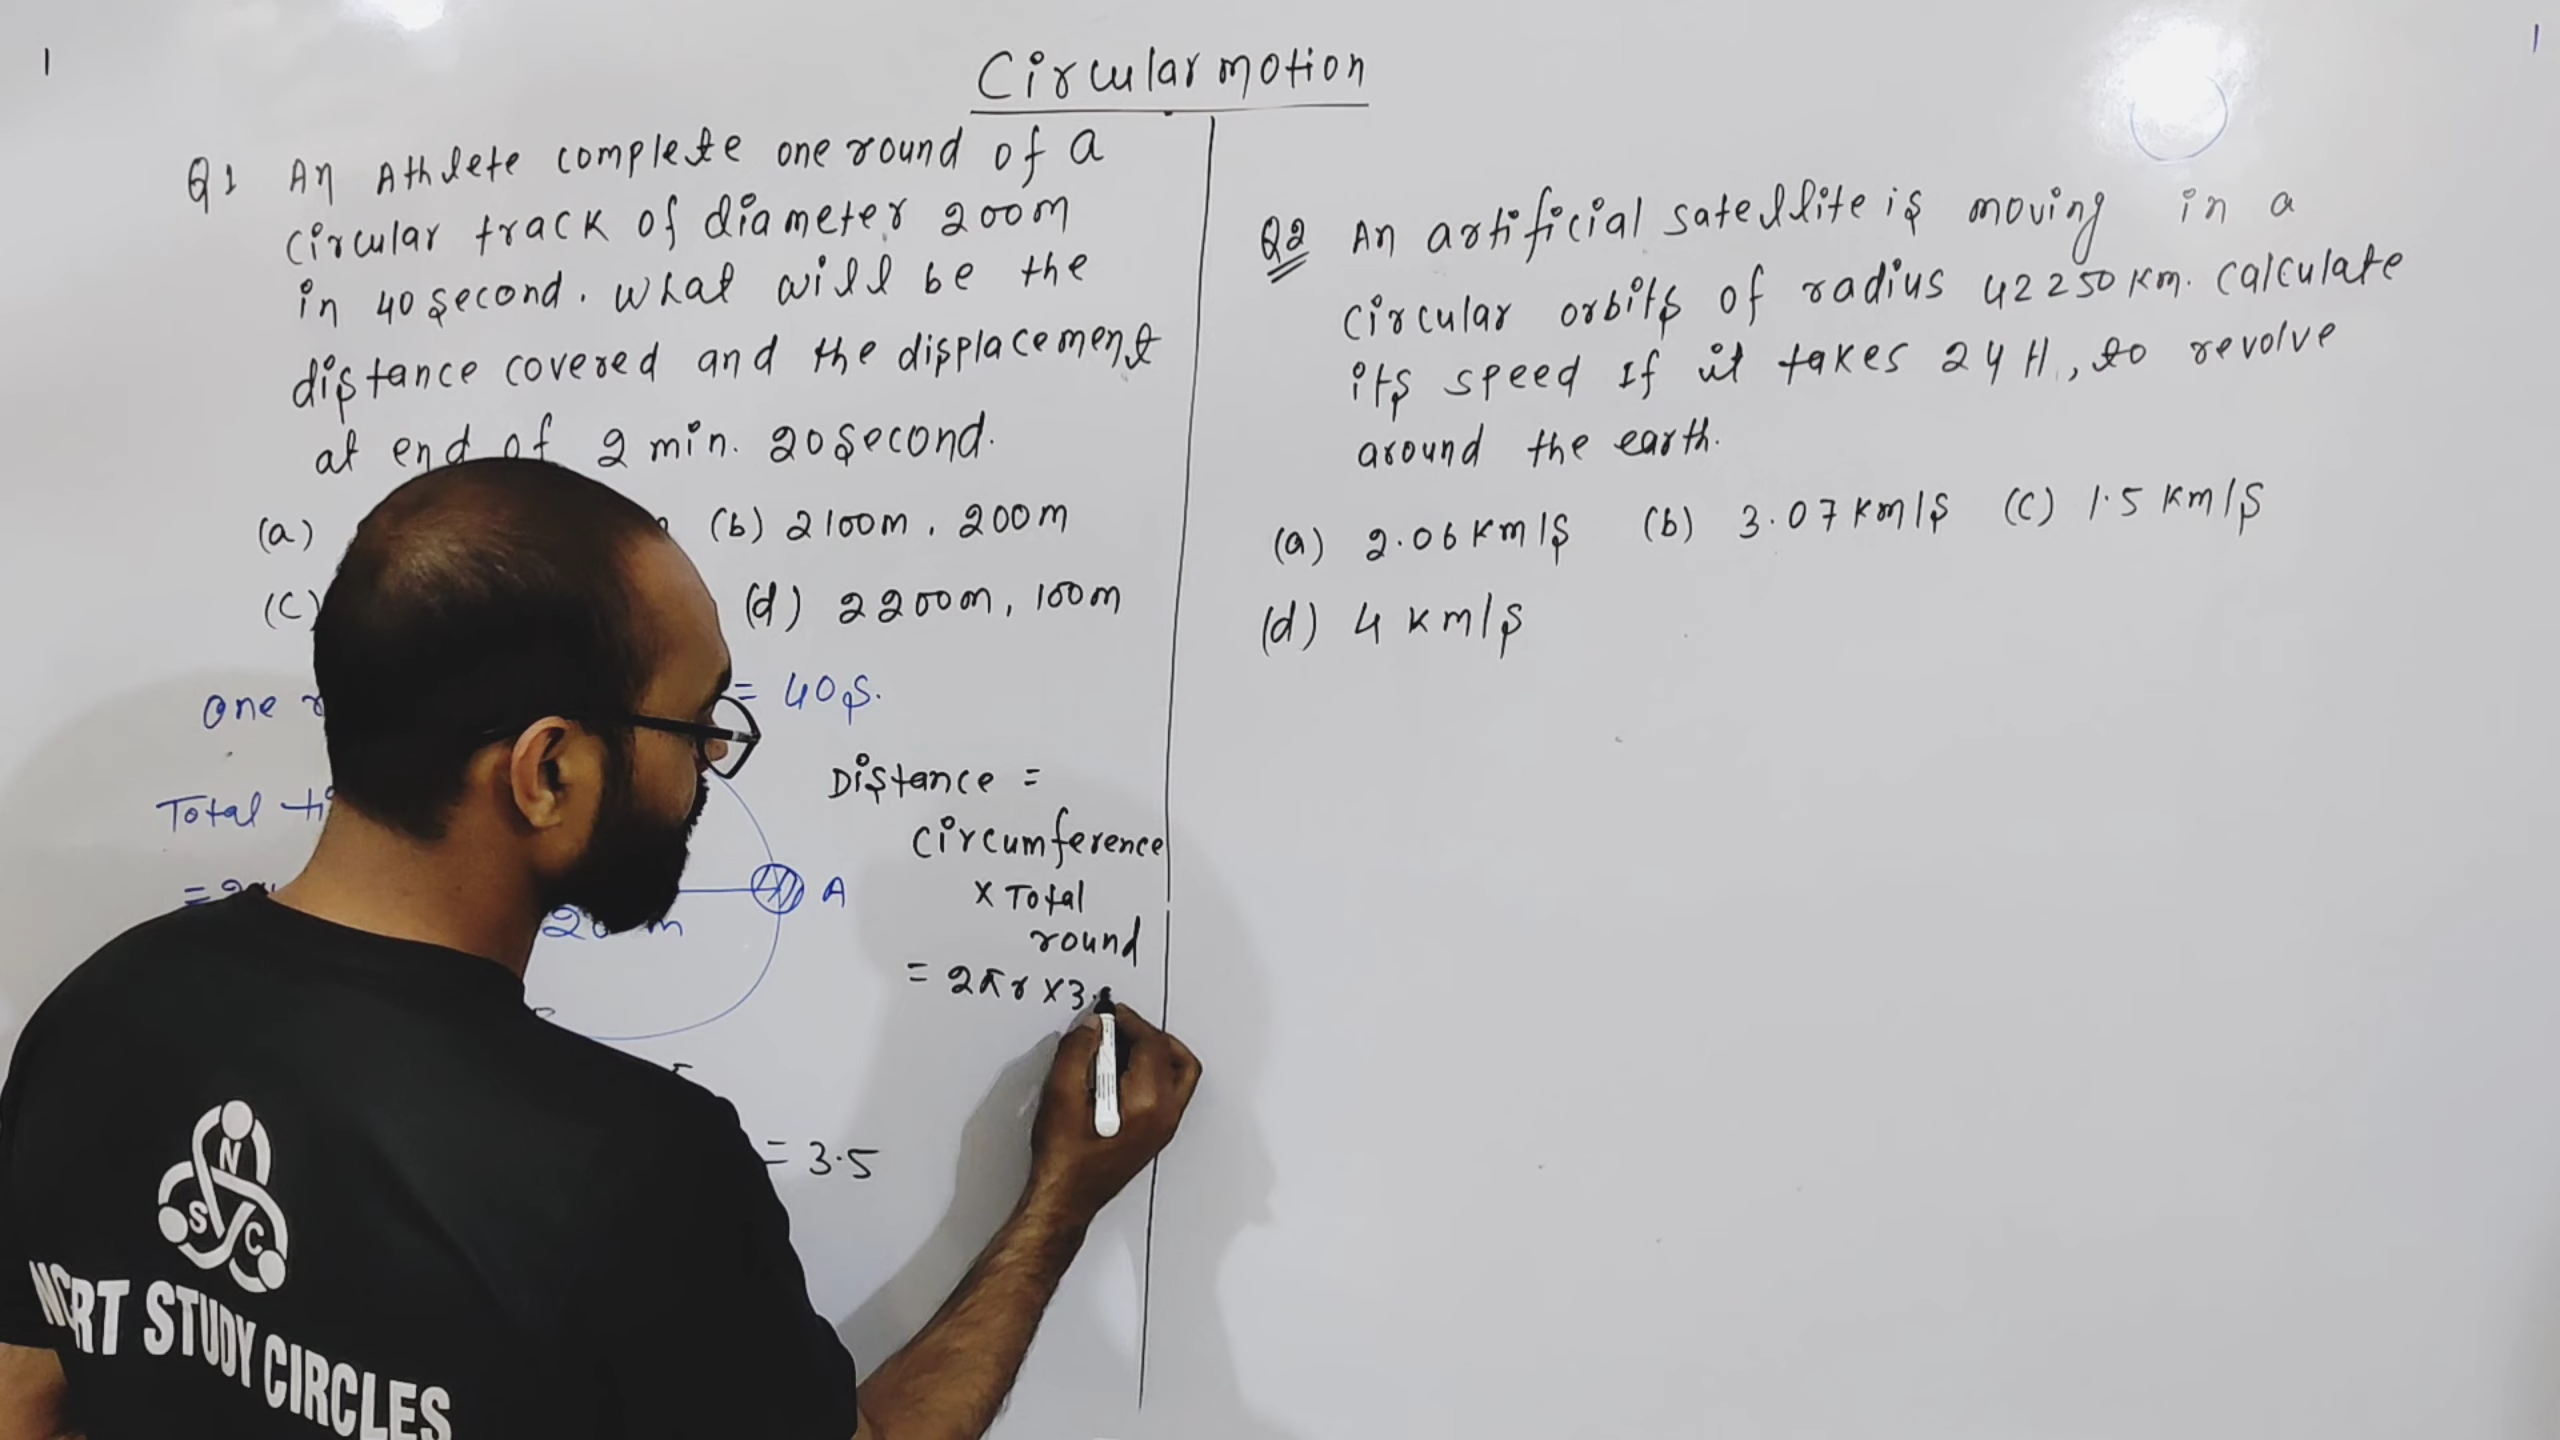 Circular motion
Q1 An Athlete complete one round of a
circular track of diameter 200m
in 40 second. What will be the
distance covered and the displacement
at end of 2 min. 20 second.
(a) (b) 2100m, 200m
(c) (d) 2200m, 100m
One = 40s.
Total
Distance =
Circumference
x Total
round
= 2πr x 3.
A
= 3.5
Q2 An artificial satellite is moving in a
circular orbits of radius 42250 km. Calculate
its speed If it takes 24 H, to revolve
around the earth.
(a) 2.06 km/s (b) 3.07 km/s (c) 1.5 km/s
(d) 4 km/s
N
S C
NCRT STUDY CIRCLES